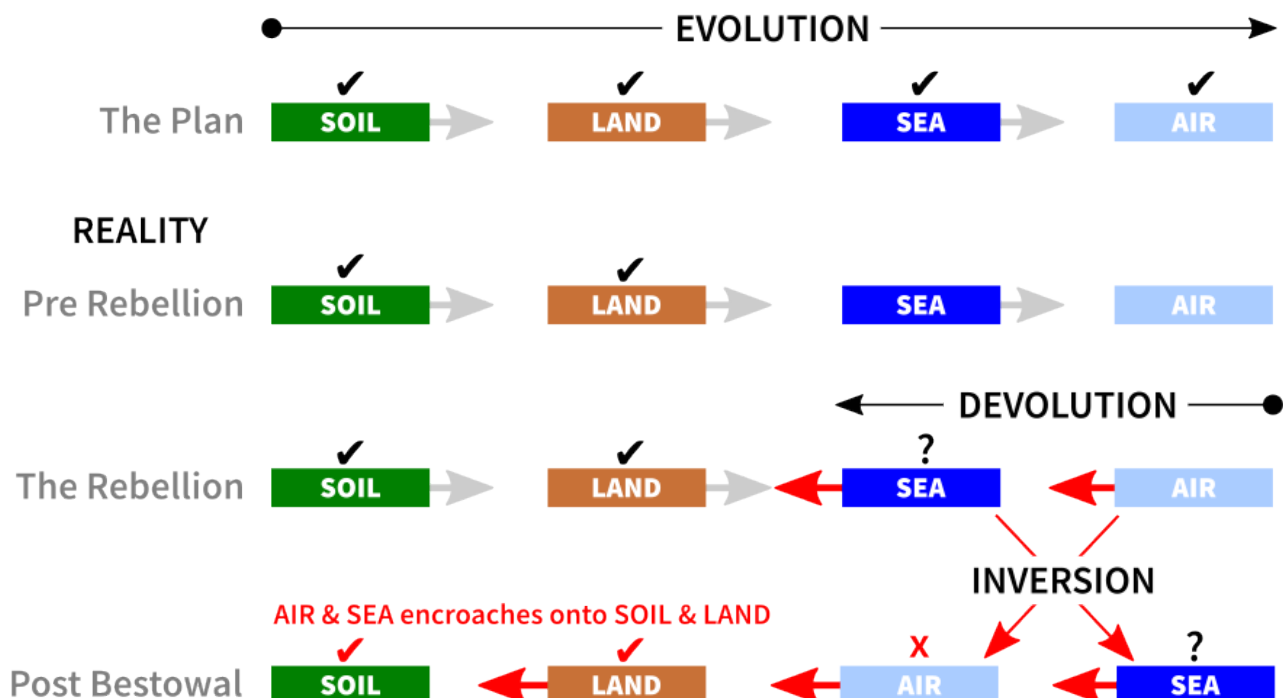 EVOLUTION
The Plan SOIL LAND SEA AIR
REALITY
Pre Rebellion SOIL LAND SEA AIR
DEVOLUTION
?
The Rebellion SOIL LAND SEA AIR
INVERSION
AIR & SEA encroaches onto SOIL & LAND
X ?
Post Bestowal SOIL LAND AIR SEA